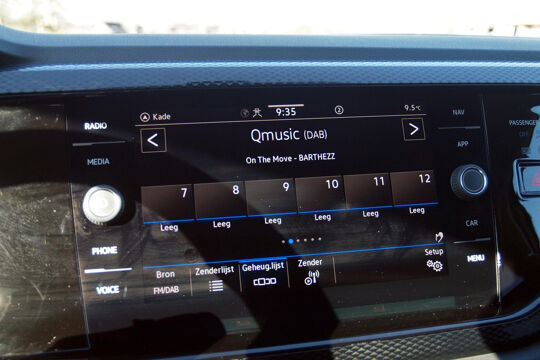 RADIO
MEDIA
PHONE
VOICE
Kade
9:35
2
9.5°C
Qmusic (DAB)
On The Move - BARTHEZZ
7 8 9 10 11 12
Leeg Leeg Leeg Leeg Leeg Leeg
Bron Zenderlijst Geheug.lijst Zender Setup
FM/DAB
NAV
APP
CAR
MENU
PASSENGER
OFF